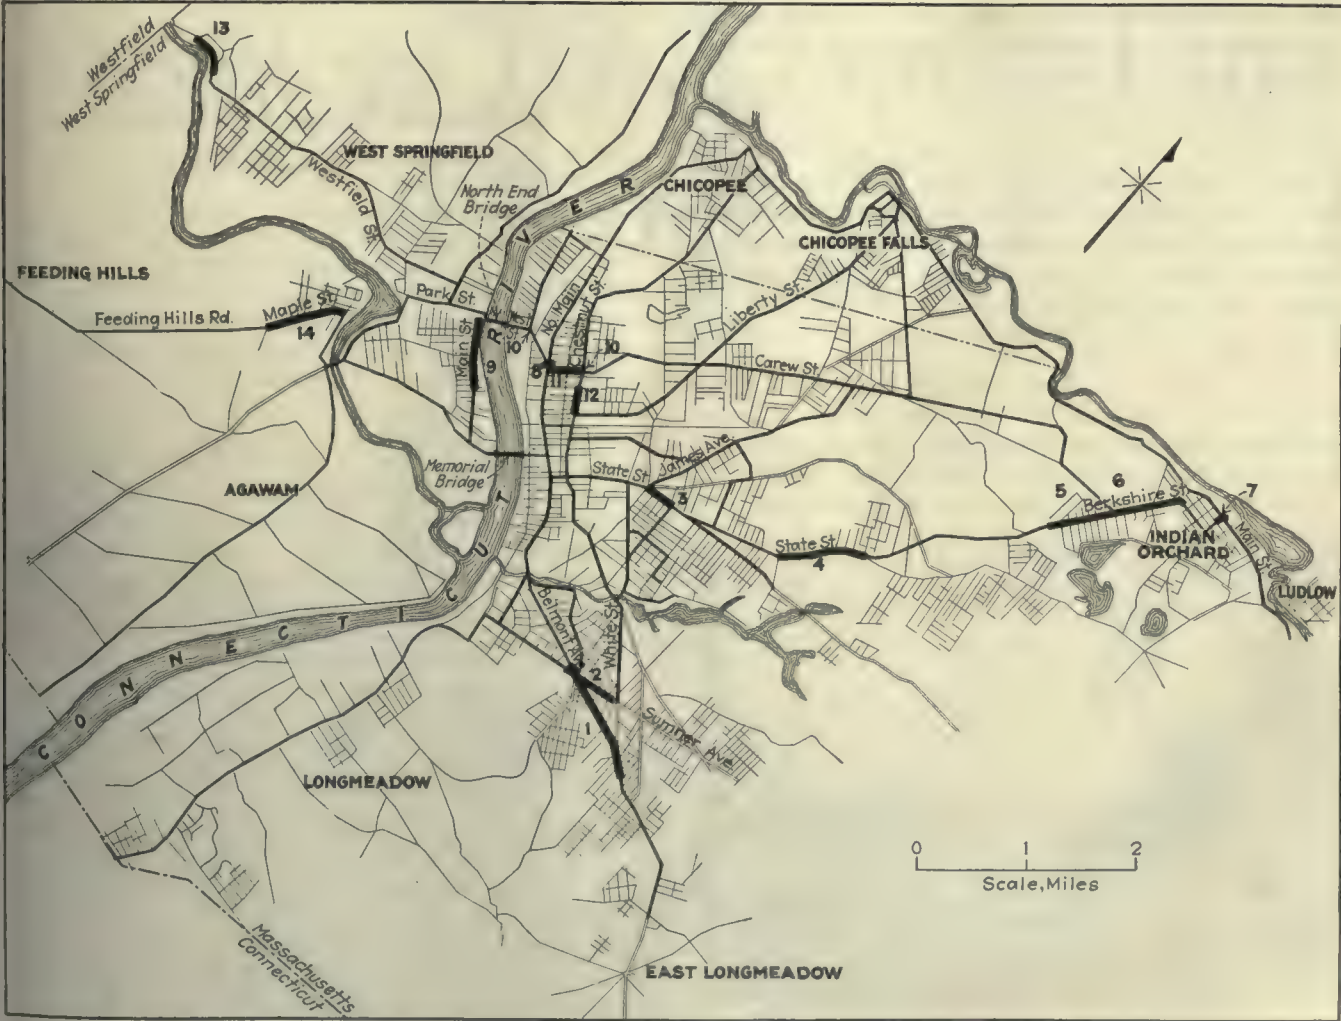 13
Westfield
West Springfield
WEST SPRINGFIELD
Westfield St.
North End
Bridge
CHICOPEE
CHICOPEE FALLS
FEEDING HILLS
Feeding Hills Rd.
Maple St.
14
Park St.
Main St.
9
10
No. Main
Chestnut St.
10
8
11
12
Liberty St.
Carew St.
Memorial
Bridge
State St.
James Ave.
3
State St.
4
5
6
Berkshire St.
7
INDIAN
ORCHARD
Main St.
LUDLOW
AGAWAM
CONNECTICUT RIVER
Belmont Ave.
White St.
2
1
Sumner Ave.
LONGMEADOW
EAST LONGMEADOW
Massachusetts
Connecticut
0 1 2
Scale, Miles